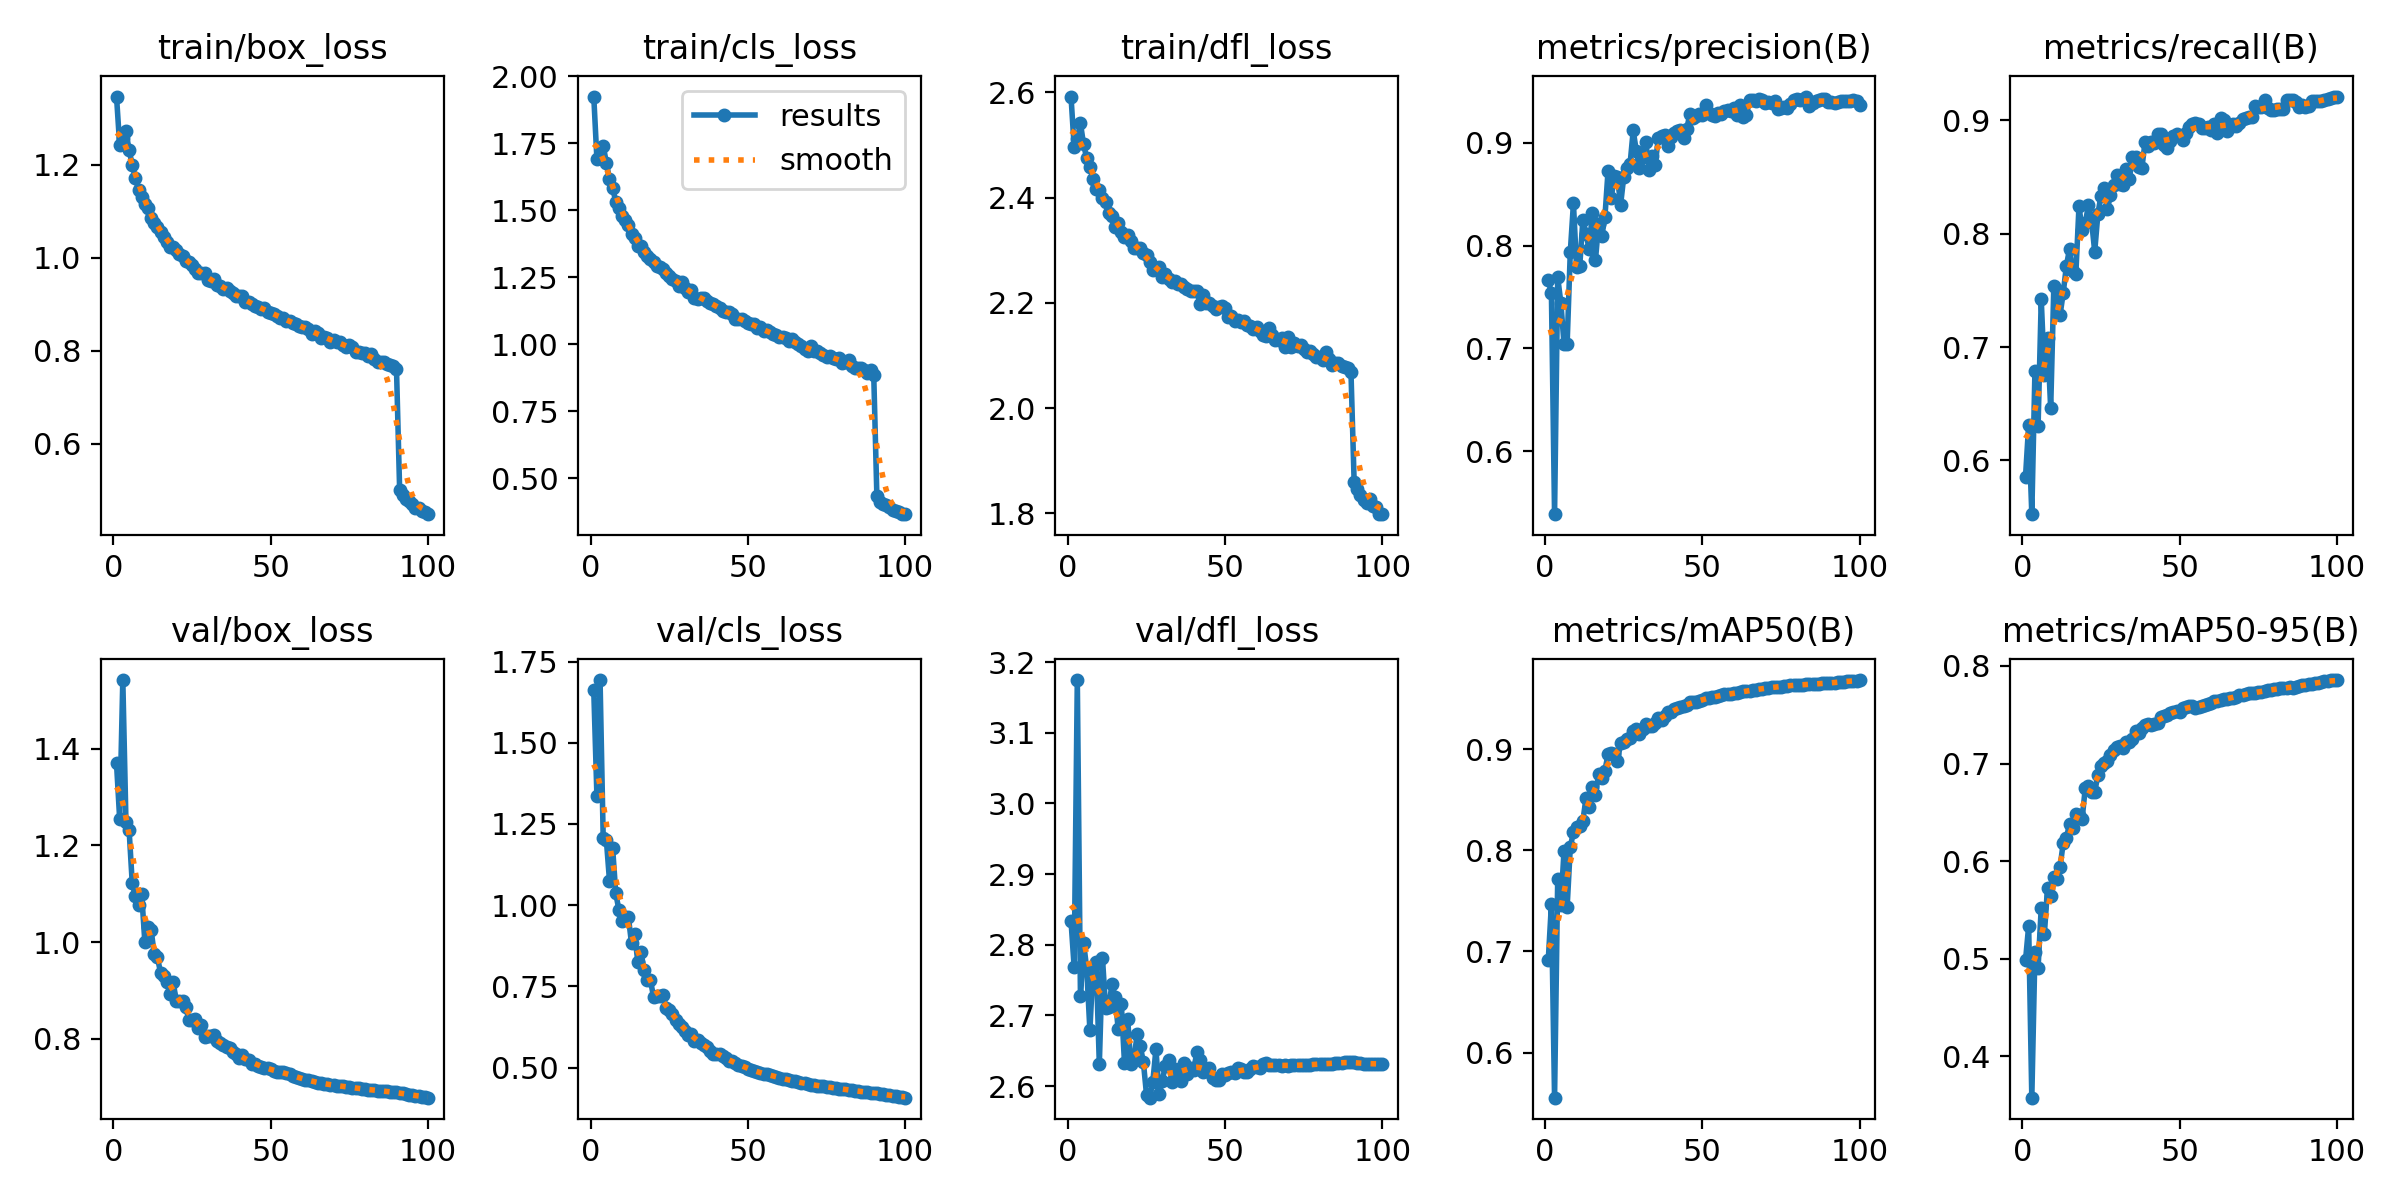 train/box_loss
1.2
1.0
0.8
0.6
0 50 100
train/cls_loss
results
smooth
2.00
1.75
1.50
1.25
1.00
0.75
0.50
0 50 100
train/dfl_loss
2.6
2.4
2.2
2.0
1.8
0 50 100
metrics/precision(B)
0.9
0.8
0.7
0.6
0 50 100
metrics/recall(B)
0.9
0.8
0.7
0.6
0 50 100
val/box_loss
1.4
1.2
1.0
0.8
0 50 100
val/cls_loss
1.75
1.50
1.25
1.00
0.75
0.50
0 50 100
val/dfl_loss
3.2
3.1
3.0
2.9
2.8
2.7
2.6
0 50 100
metrics/mAP50(B)
0.9
0.8
0.7
0.6
0 50 100
metrics/mAP50-95(B)
0.8
0.7
0.6
0.5
0.4
0 50 100